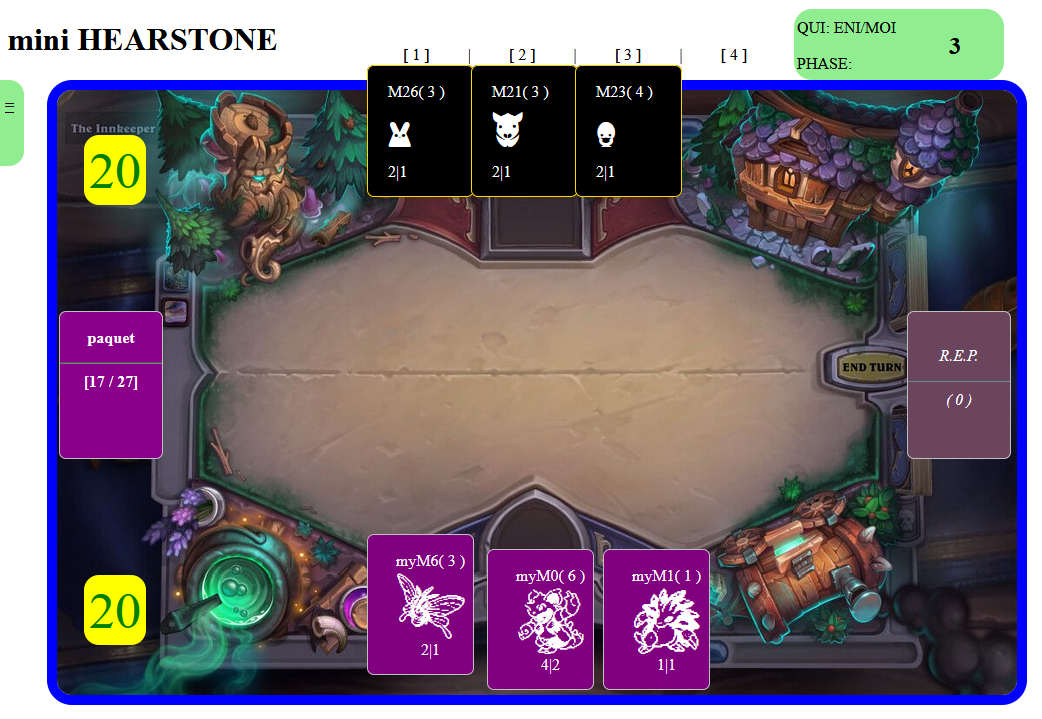 mini HEARSTONE
QUI: ENI/MOI
3
PHASE:
[ 1 ] | [ 2 ] | [ 3 ] | [ 4 ]
M26( 3 )
2|1
M21( 3 )
2|1
M23( 4 )
2|1
☰
The Innkeeper
20
paquet
[17 / 27]
END TURN
R.E.P.
( 0 )
20
myM6( 3 )
2|1
myM0( 6 )
4|2
myM1( 1 )
1|1